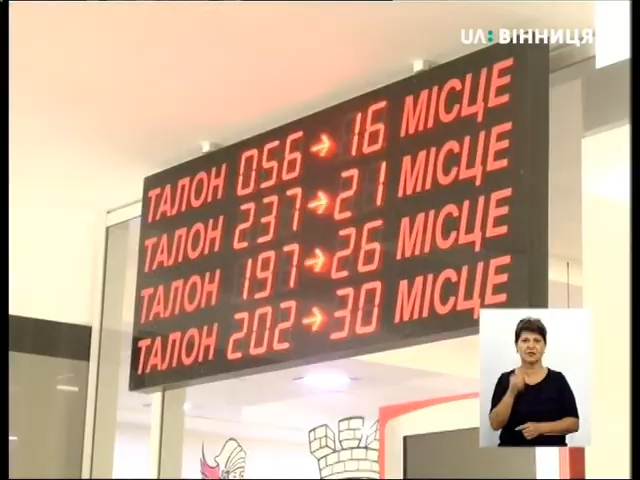 UA: ВІННИЦЯ
ТАЛОН 056 → 16 МІСЦЕ
ТАЛОН 237 → 21 МІСЦЕ
ТАЛОН 197 → 26 МІСЦЕ
ТАЛОН 202 → 30 МІСЦЕ